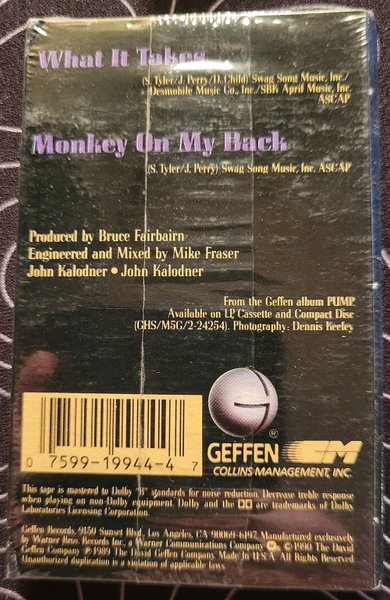 What It Takes
(S. Tyler/J. Perry/D. Child) Swag Song Music, Inc./
Desmobile Music Co., Inc./SBK April Music, Inc.
ASCAP
Monkey On My Back
(S. Tyler/J. Perry) Swag Song Music, Inc. ASCAP
Produced by Bruce Fairbairn
Engineered and Mixed by Mike Fraser
John Kalodner • John Kalodner
From the Geffen album PUMP.
Available on LP, Cassette and Compact Disc
(GHS/M5G/2-24254). Photography: Dennis Keeley
G
®
GEFFEN CM
COLLINS MANAGEMENT, INC.
0 7599-19944-4 7
This tape is mastered to Dolby "B" standards for noise reduction. Decrease treble response
when playing on non-Dolby equipment. Dolby and the DD are trademarks of Dolby
Laboratories Licensing Corporation.
Geffen Records, 9130 Sunset Blvd., Los Angeles, CA 90069-6197. Manufactured exclusively
by Warner Bros. Records Inc., a Warner Communications Company. © 1990 The David
Geffen Company ℗ 1989 The David Geffen Company. Made in U.S.A. All Rights Reserved.
Unauthorized duplication is a violation of applicable laws.